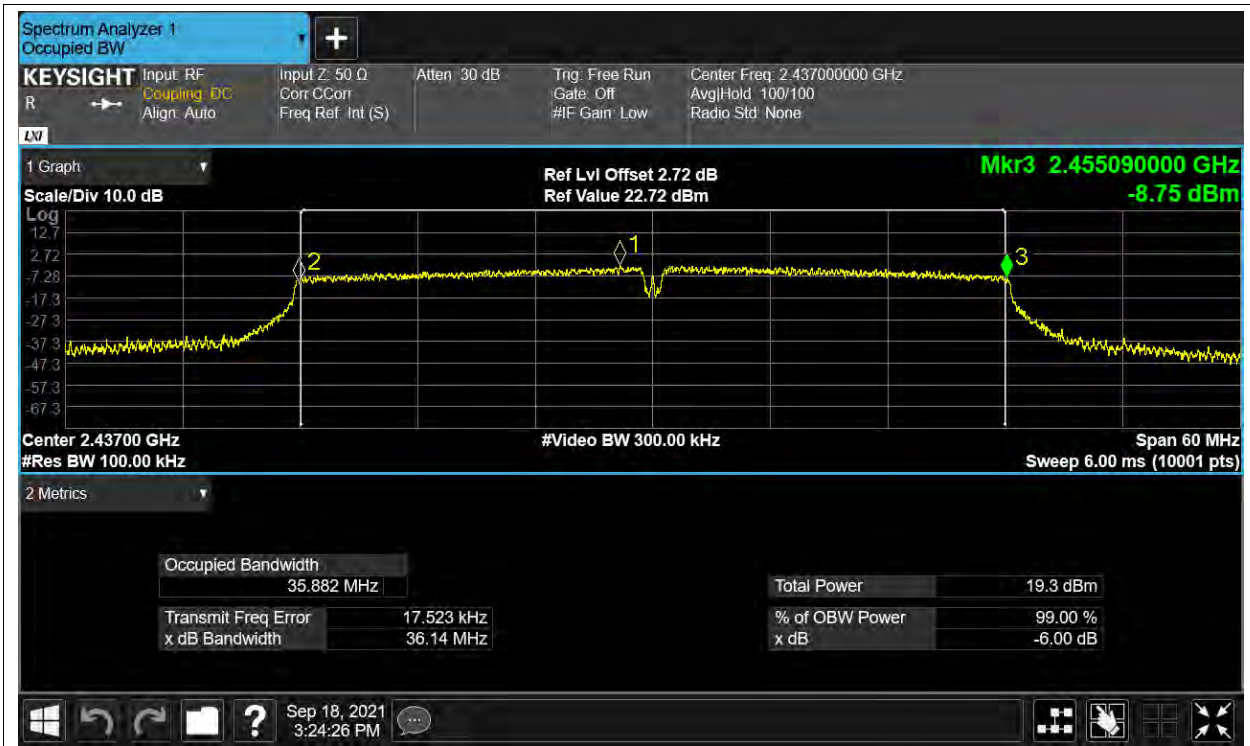 Spectrum Analyzer 1
Occupied BW
KEYSIGHT
R
LXI
Input: RF
Coupling: DC
Align: Auto
Input Z: 50 Ω
Corr CCorr
Freq Ref: Int (S)
Atten: 30 dB
Trig: Free Run
Gate: Off
#IF Gain: Low
Center Freq: 2.437000000 GHz
Avg|Hold: 100/100
Radio Std: None
1 Graph
Scale/Div 10.0 dB
Ref Lvl Offset 2.72 dB
Ref Value 22.72 dBm
Mkr3 2.455090000 GHz
-8.75 dBm
Log
12.7
2.72
-7.28
-17.3
-27.3
-37.3
-47.3
-57.3
-67.3
2
1
3
Center 2.43700 GHz
#Res BW 100.00 kHz
#Video BW 300.00 kHz
Span 60 MHz
Sweep 6.00 ms (10001 pts)
2 Metrics
Occupied Bandwidth
35.882 MHz
Transmit Freq Error 17.523 kHz
x dB Bandwidth 36.14 MHz
Total Power 19.3 dBm
% of OBW Power 99.00 %
x dB -6.00 dB
?
Sep 18, 2021
3:24:26 PM